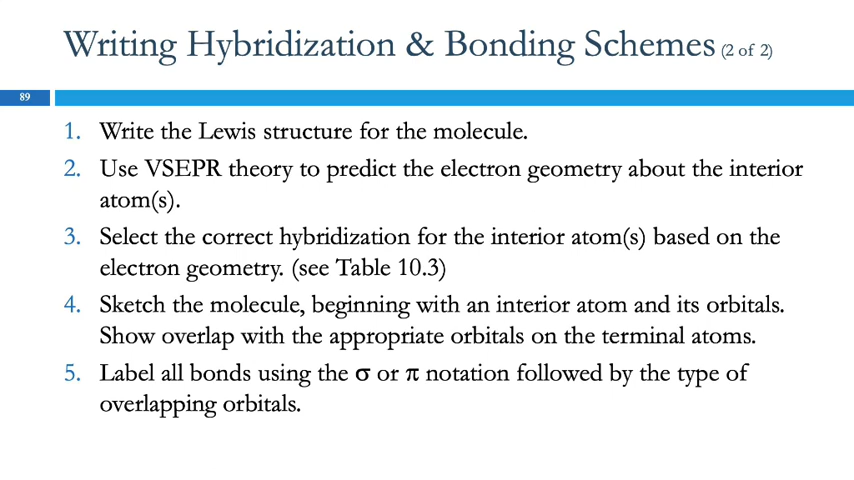 Writing Hybridization & Bonding Schemes (2 of 2)
89
1. Write the Lewis structure for the molecule.
2. Use VSEPR theory to predict the electron geometry about the interior
atom(s).
3. Select the correct hybridization for the interior atom(s) based on the
electron geometry. (see Table 10.3)
4. Sketch the molecule, beginning with an interior atom and its orbitals.
Show overlap with the appropriate orbitals on the terminal atoms.
5. Label all bonds using the σ or π notation followed by the type of
overlapping orbitals.